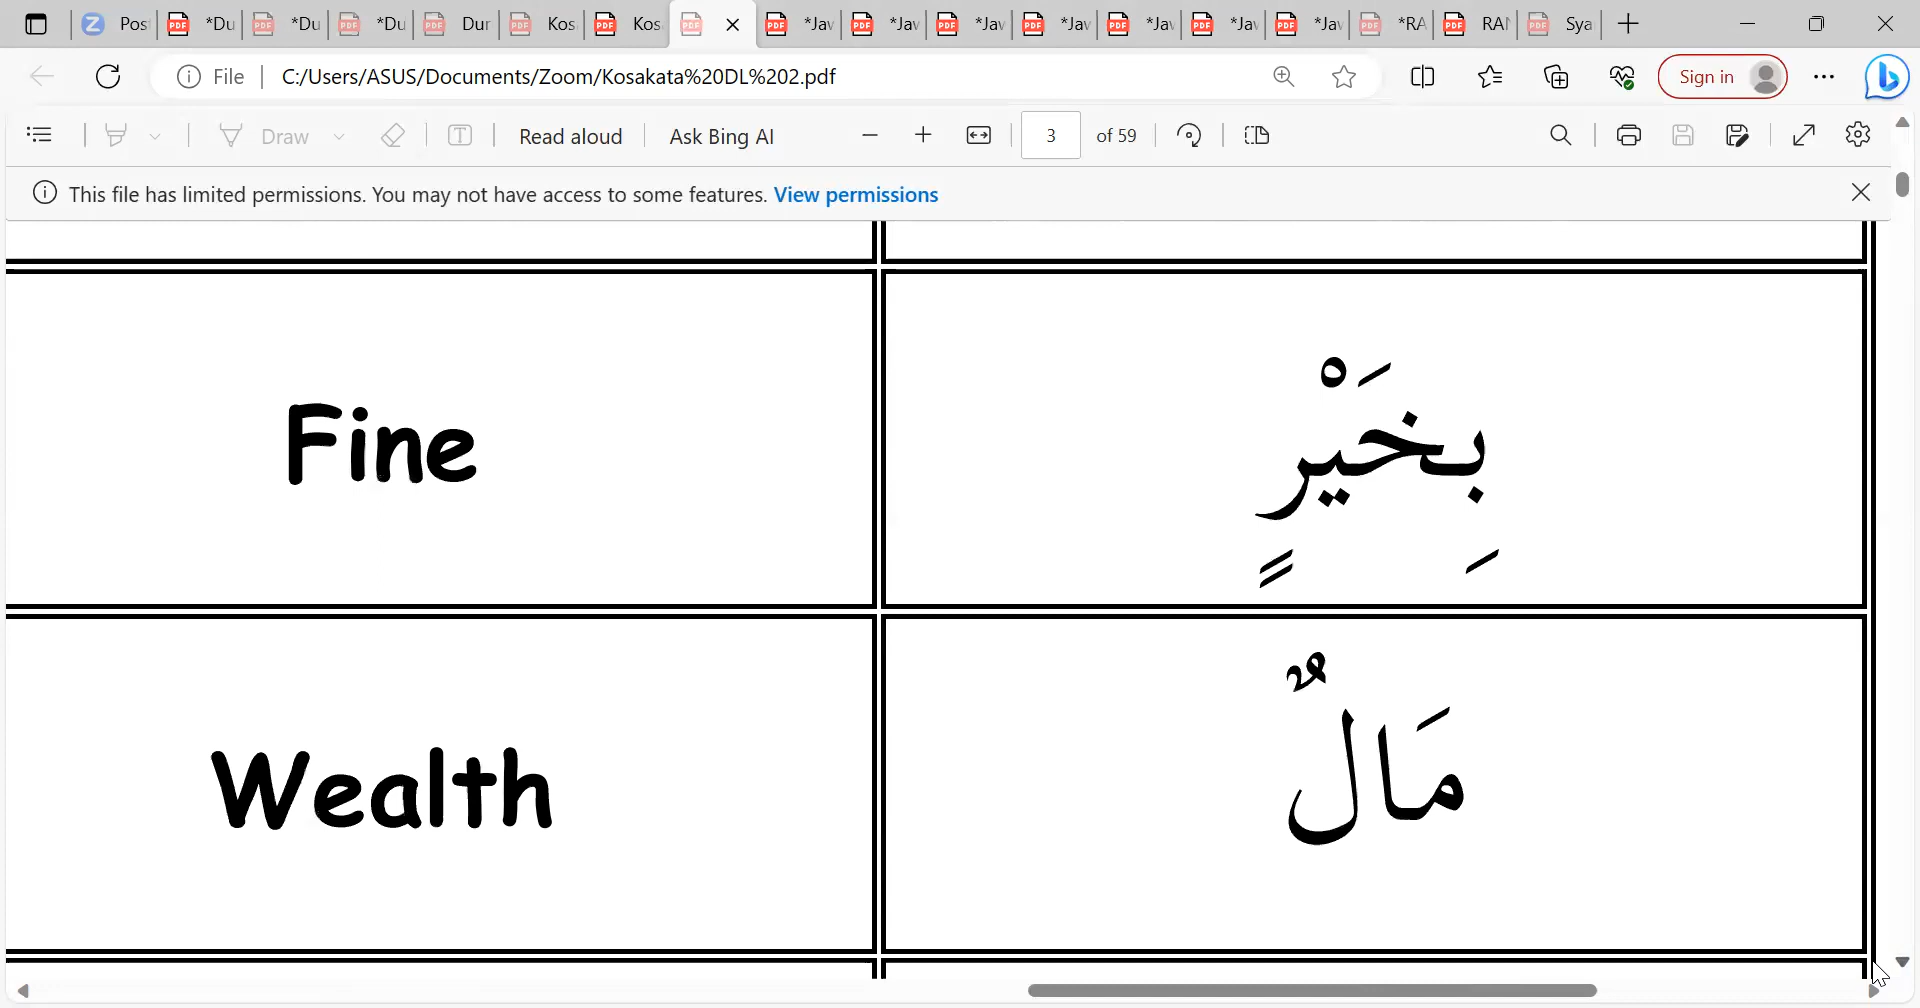 Pos *Du *Du *Du Dur Kos Kos *Jav *Jav *Jav *Jav *Jav *Jav *Jav *RA RAN Sya
File C:/Users/ASUS/Documents/Zoom/Kosakata%20DL%202.pdf Sign in
Draw Read aloud Ask Bing AI 3 of 59
This file has limited permissions. You may not have access to some features. View permissions
Fine بِخَيْرٍ
Wealth مَالٌ